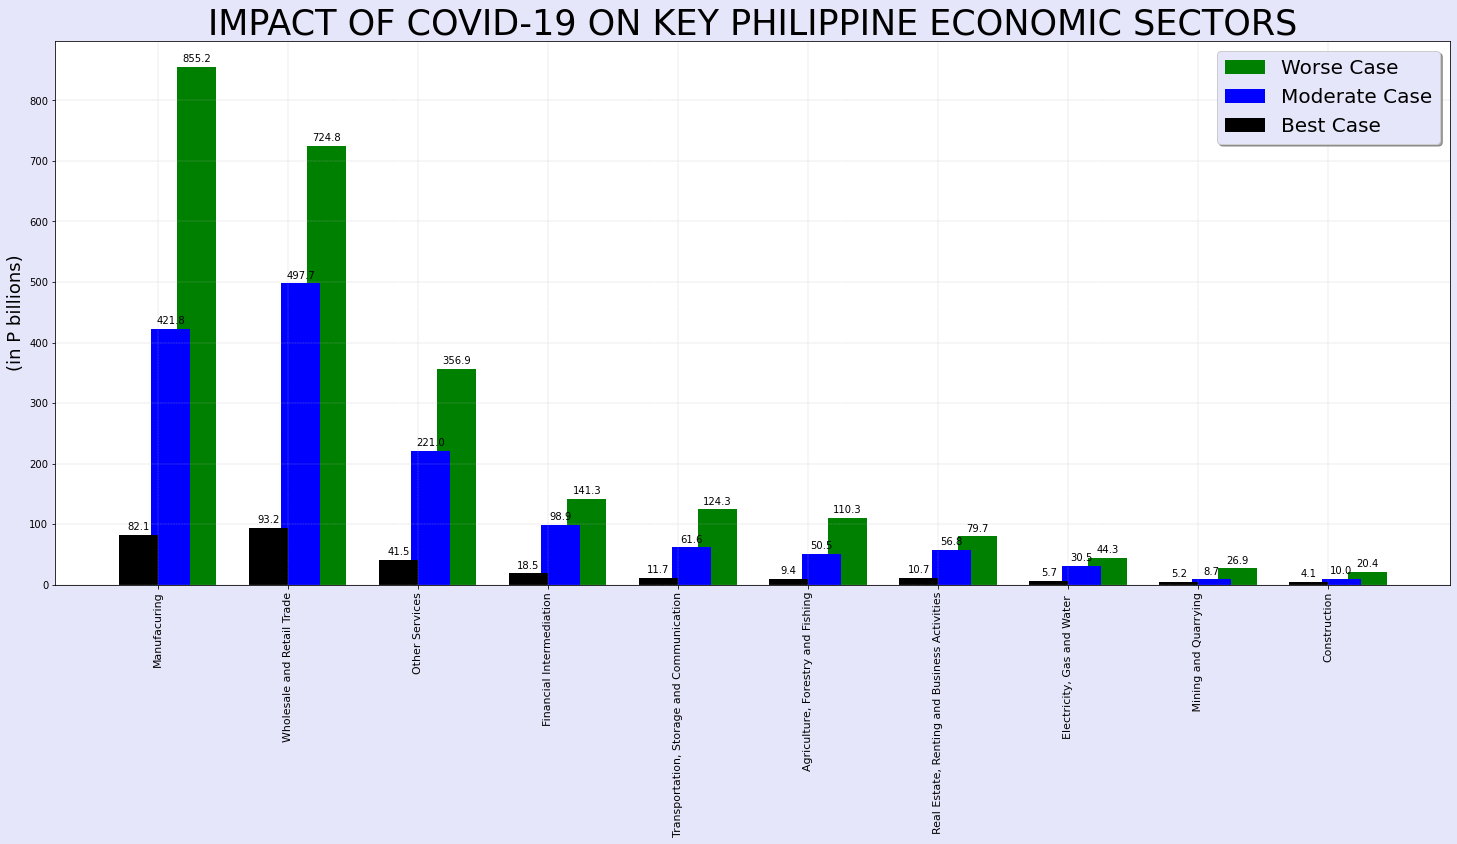 IMPACT OF COVID-19 ON KEY PHILIPPINE ECONOMIC SECTORS
Worse Case
Moderate Case
Best Case
(in P billions)
800
700
600
500
400
300
200
100
0
82.1
421.8
855.2
93.2
497.7
724.8
41.5
221.0
356.9
18.5
98.9
141.3
11.7
61.6
124.3
9.4
50.5
110.3
10.7
56.8
79.7
5.7
30.5
44.3
5.2
8.7
26.9
4.1
10.0
20.4
Manufacuring
Wholesale and Retail Trade
Other Services
Financial Intermediation
Transportation, Storage and Communication
Agriculture, Forestry and Fishing
Real Estate, Renting and Business Activities
Electricity, Gas and Water
Mining and Quarrying
Construction